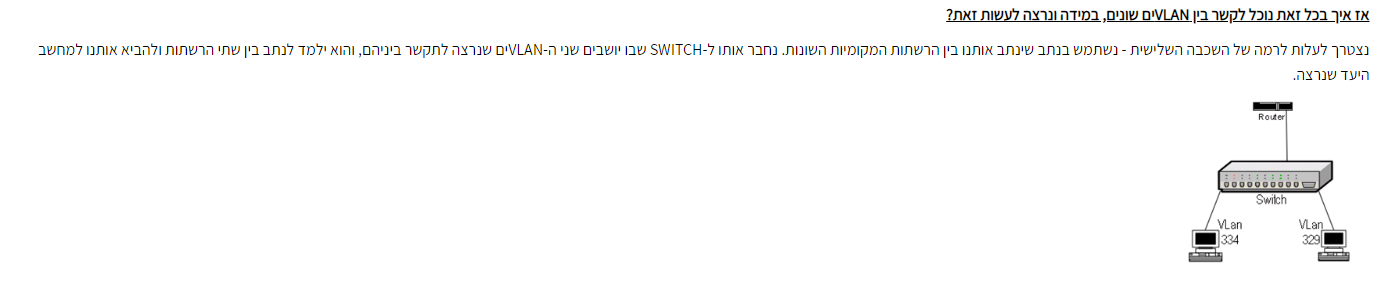 אז איך בכל זאת נוכל לקשר בין VLANים שונים, במידה ונרצה לעשות זאת?
נצטרך לעלות לרמה של השכבה השלישית - נשתמש בנתב שינתב אותנו בין הרשתות המקומיות השונות. נחבר אותו ל-SWITCH שבו יושבים שני ה-VLANים שנרצה לתקשר ביניהם, והוא ילמד לנתב בין שתי הרשתות ולהביא אותנו למחשב
היעד שנרצה.
Router
Switch
VLan
334
VLan
329